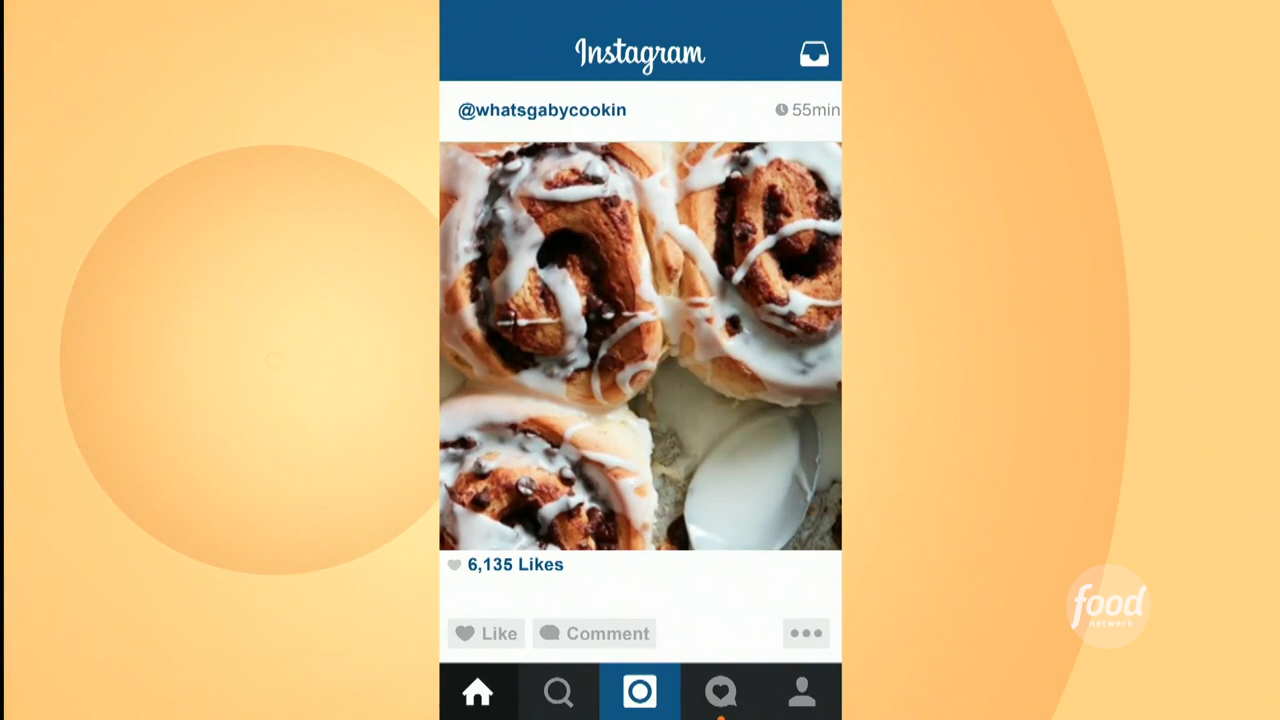 Instagram
@whatsgabycookin 55min
6,135 Likes
Like Comment
food
network